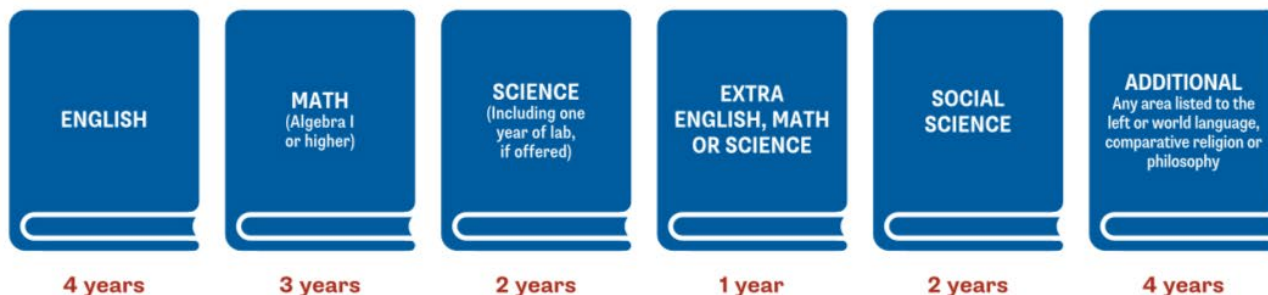 ENGLISH
4 years
MATH
(Algebra I
or higher)
3 years
SCIENCE
(Including one
year of lab,
if offered)
2 years
EXTRA
ENGLISH, MATH
OR SCIENCE
1 year
SOCIAL
SCIENCE
2 years
ADDITIONAL
Any area listed to the
left or world language,
comparative religion or
philosophy
4 years